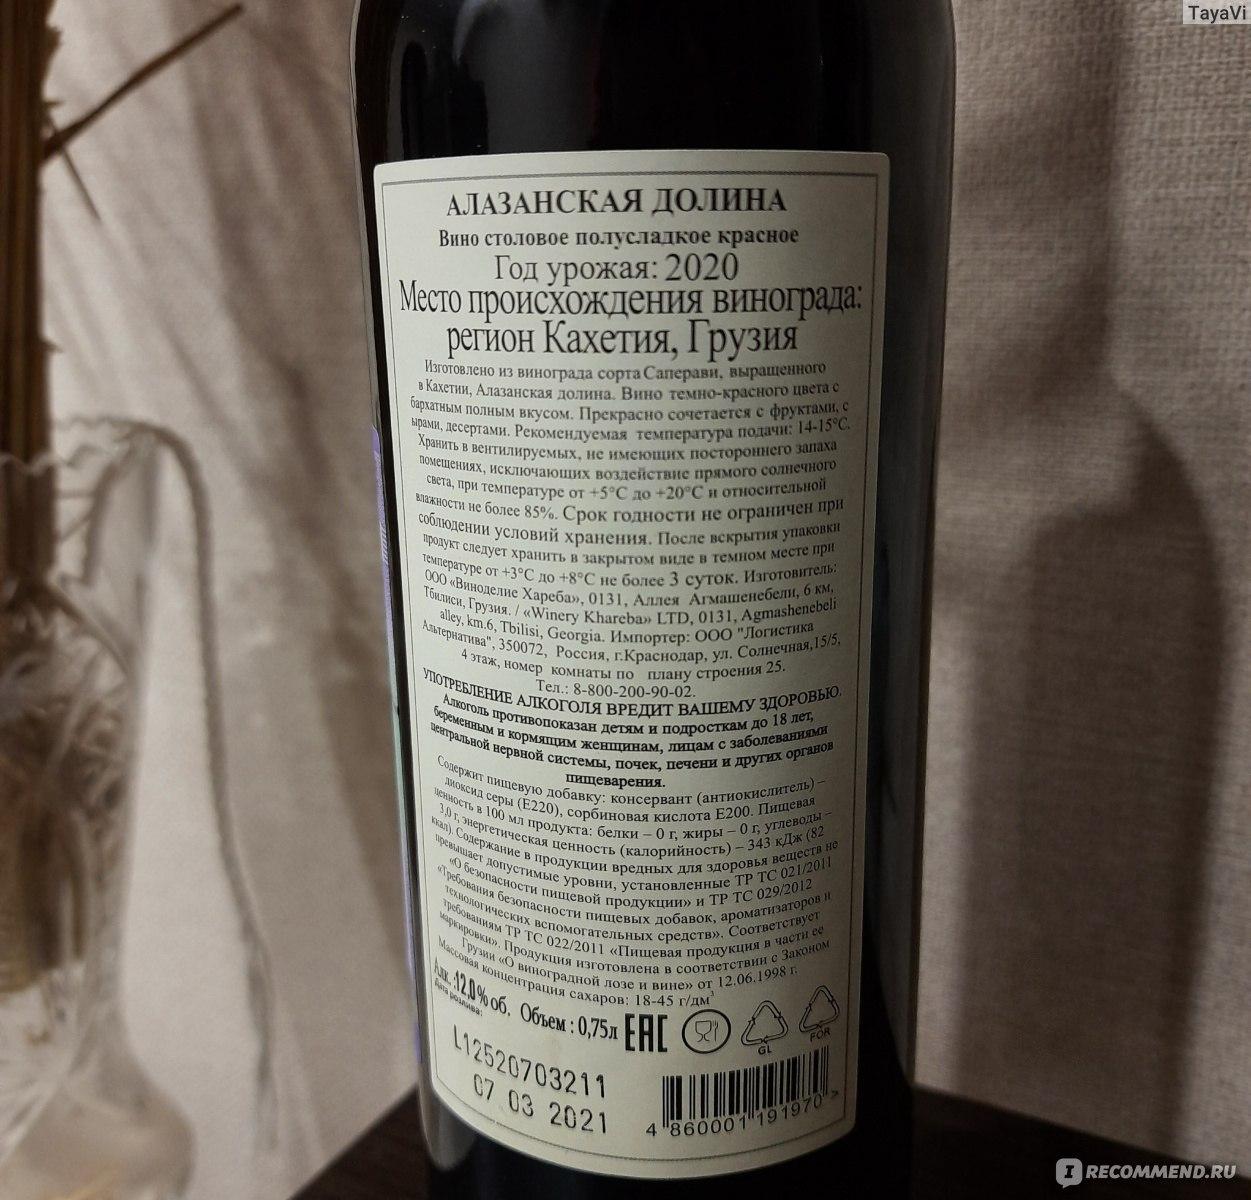 TayaVi
АЛАЗАНСКАЯ ДОЛИНА
Вино столовое полусладкое красное
Год урожая: 2020
Место происхождения винограда:
регион Кахетия, Грузия
Изготовлено из винограда сорта Саперави, выращенного
в Кахетии, Алазанская долина. Вино темно-красного цвета с
бархатным полным вкусом. Прекрасно сочетается с фруктами, с
ырами, десертами. Рекомендуемая температура подачи: 14-15°С.
Хранить в вентилируемых, не имеющих постороннего запаха
помещениях, исключающих воздействие прямого солнечного
света, при температуре от +5°С до +20°С и относительной
влажности не более 85%. Срок годности не ограничен при
соблюдении условий хранения. После вскрытия упаковки
продукт следует хранить в закрытом виде в темном месте при
температуре от +3°С до +8°С не более 3 суток. Изготовитель:
ООО «Виноделие Хареба», 0131, Аллея Агмашенебели, 6 км,
Тбилиси, Грузия. / «Winery Khareba» LTD, 0131, Agmashenebeli
alley, km.6, Tbilisi, Georgia. Импортер: ООО "Логистика
Альтернатива", 350072, Россия, г.Краснодар, ул. Солнечная,15/5,
4 этаж, номер комнаты по плану строения 25.
Тел.: 8-800-200-90-02.
УПОТРЕБЛЕНИЕ АЛКОГОЛЯ ВРЕДИТ ВАШЕМУ ЗДОРОВЬЮ.
Алкоголь противопоказан детям и подросткам до 18 лет,
беременным и кормящим женщинам, лицам с заболеваниями
центральной нервной системы, почек, печени и других органов
пищеварения.
Содержит пищевую добавку: консервант (антиокислитель) –
диоксид серы (Е220), сорбиновая кислота Е200. Пищевая
ценность в 100 мл продукта: белки – 0 г, жиры – 0 г, углеводы –
3,0 г, энергетическая ценность (калорийность) – 343 кДж (82
ккал). Содержание в продукции вредных для здоровья веществ не
превышает допустимые уровни, установленные ТР ТС 021/2011
«О безопасности пищевой продукции» и ТР ТС 029/2012
«Требования безопасности пищевых добавок, ароматизаторов и
технологических вспомогательных средств». Соответствует
требованиям ТР ТС 022/2011 «Пищевая продукция в части ее
маркировки». Продукция изготовлена в соответствии с Законом
Грузии «О виноградной лозе и вине» от 12.06.1998 г.
Массовая концентрация сахаров: 18-45 г/дм³
Алк.:12,0% об. Объем : 0,75л EAC
Дата розлива:
GL
FOR
L12520703211
07 03 2021
4 860001 191970 >
IRECOMMEND.RU